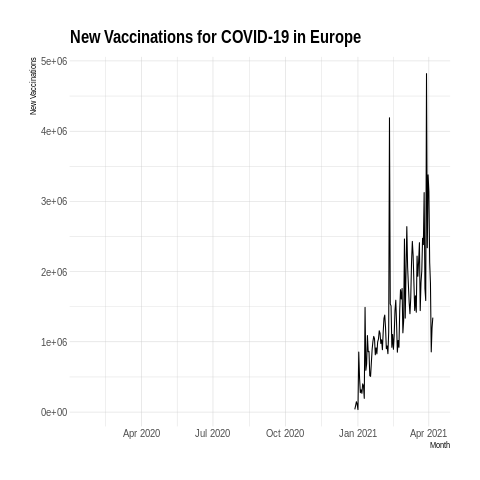 New Vaccinations for COVID-19 in Europe
New Vaccinations
5e+06
4e+06
3e+06
2e+06
1e+06
0e+00
Apr 2020 Jul 2020 Oct 2020 Jan 2021 Apr 2021
Month